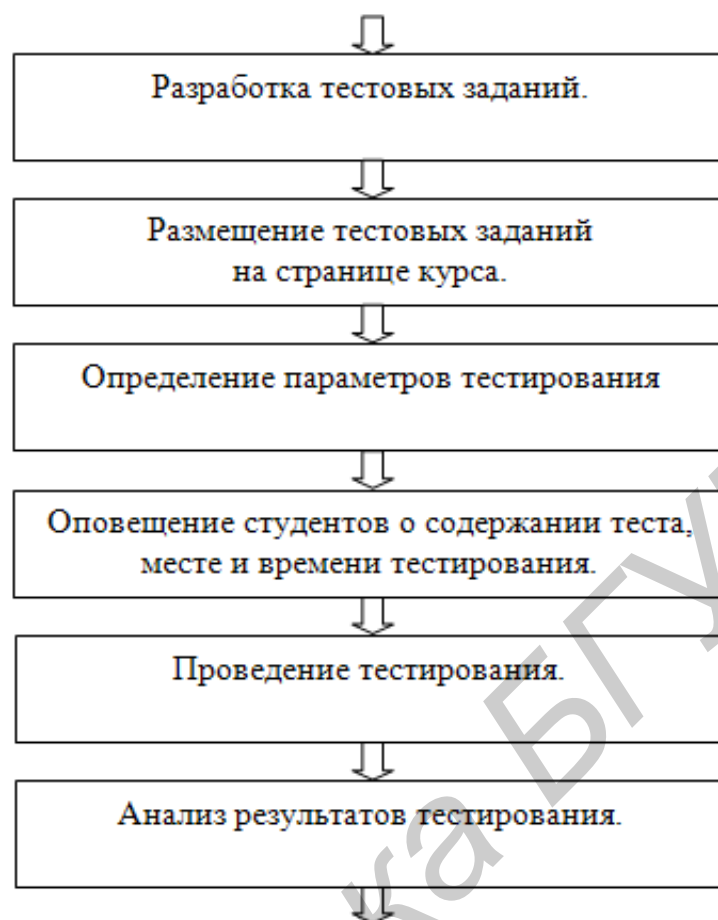 Разработка тестовых заданий.
Размещение тестовых заданий
на странице курса.
Определение параметров тестирования
Оповещение студентов о содержании теста,
месте и времени тестирования.
Проведение тестирования.
Анализ результатов тестирования.